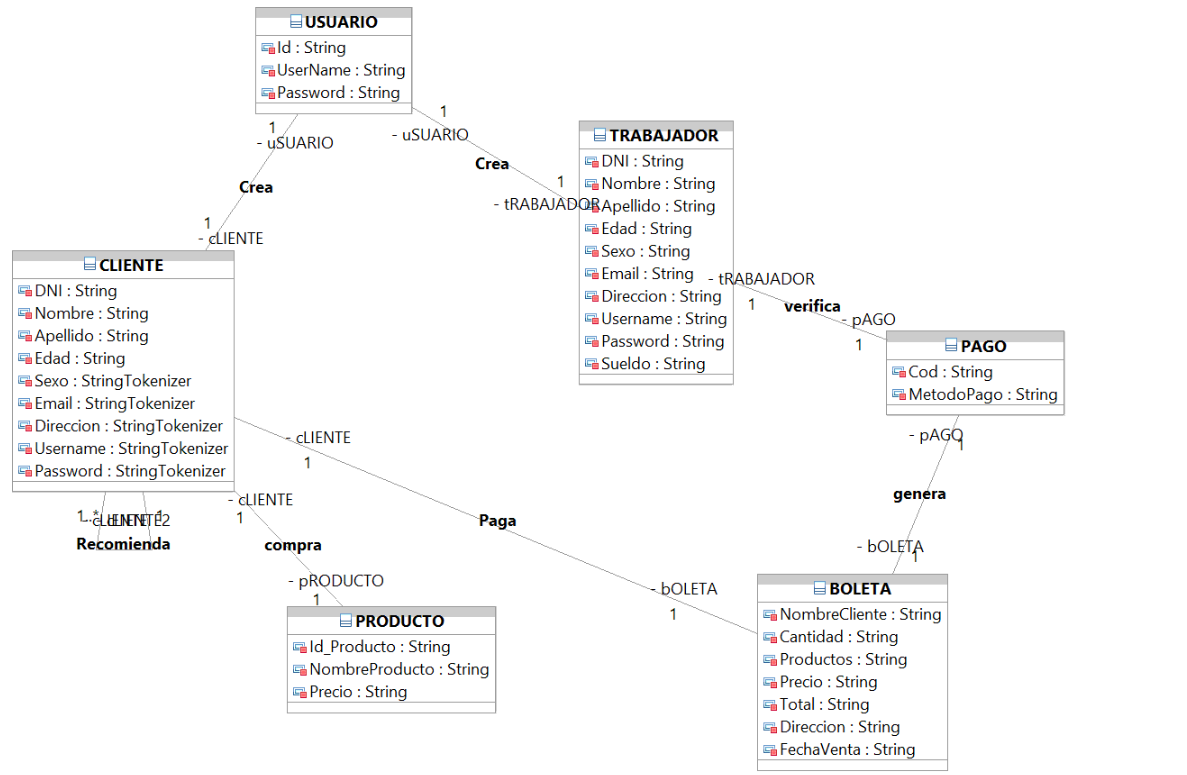 USUARIO
Id : String
UserName : String
Password : String
1
- uSUARIO
Crea
1
- cLIENTE
1
- uSUARIO
Crea
1
- tRABAJADOR
TRABAJADOR
DNI : String
Nombre : String
Apellido : String
Edad : String
Sexo : String
Email : String
Direccion : String
Username : String
Password : String
Sueldo : String
- tRABAJADOR
1
verifica
- pAGO
1
PAGO
Cod : String
MetodoPago : String
- pAGO
1
genera
- bOLETA
1
CLIENTE
DNI : String
Nombre : String
Apellido : String
Edad : String
Sexo : StringTokenizer
Email : StringTokenizer
Direccion : StringTokenizer
Username : StringTokenizer
Password : StringTokenizer
- cLIENTE
1
Paga
- bOLETA
1
1..*
- cLIENTE
1
- cLIENTE2
Recomienda
- cLIENTE
1
compra
- pRODUCTO
1
PRODUCTO
Id_Producto : String
NombreProducto : String
Precio : String
BOLETA
NombreCliente : String
Cantidad : String
Productos : String
Precio : String
Total : String
Direccion : String
FechaVenta : String